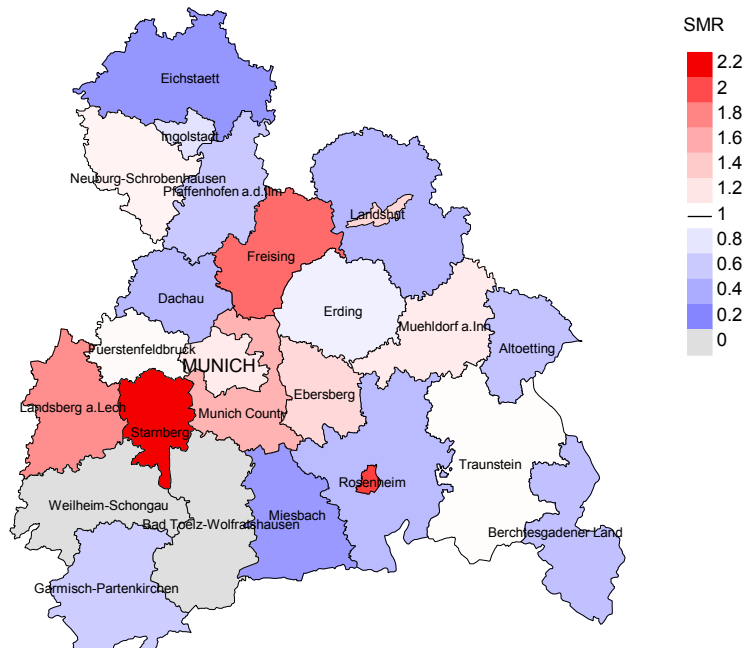 SMR
2.2
2
1.8
1.6
1.4
1.2
1
0.8
0.6
0.4
0.2
0
Eichstaett
Ingolstadt
Neuburg-Schrobenhausen
Pfaffenhofen a.d.Ilm
Landshut
Freising
Dachau
Erding
Muehldorf a.Inn
Fuerstenfeldbruck
MUNICH
Altoetting
Ebersberg
Landsberg a.Lech
Munich County
Starnberg
Traunstein
Rosenheim
Weilheim-Schongau
Miesbach
Bad Toelz-Wolfratshausen
Berchtesgadener Land
Garmisch-Partenkirchen